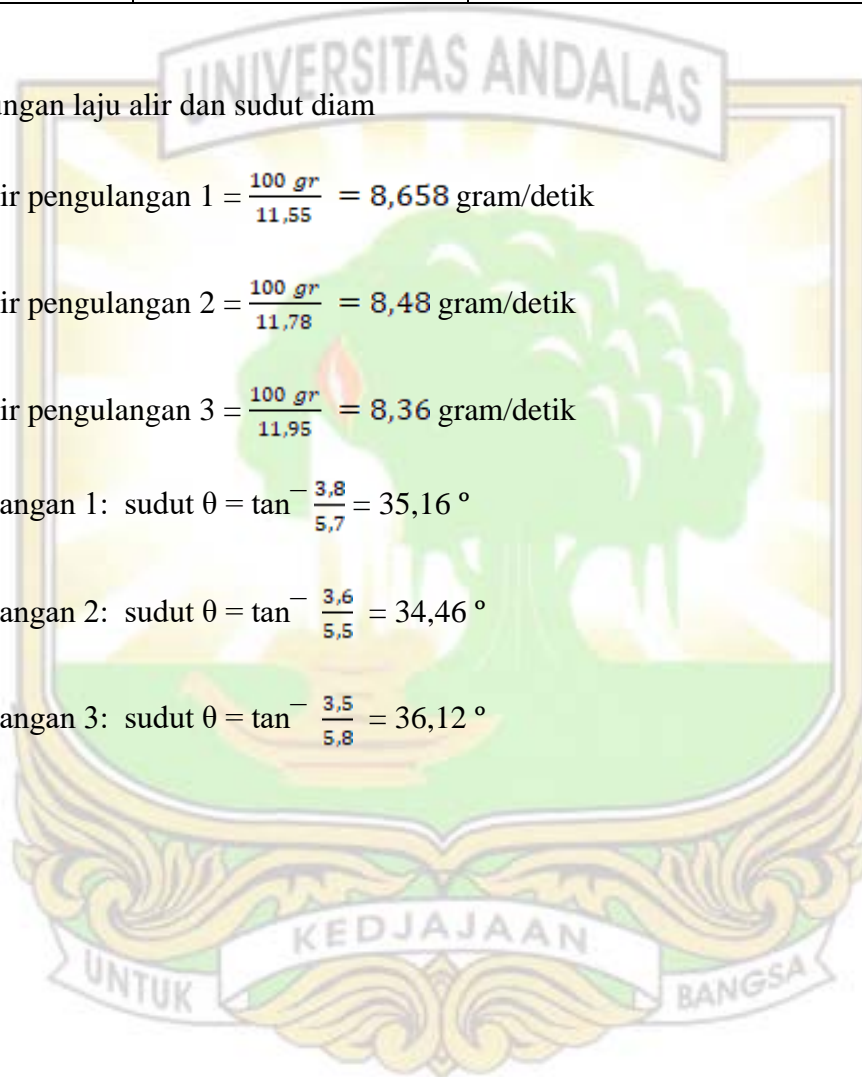 UNIVERSITAS ANDALAS
ungan laju alir dan sudut diam
ir pengulangan 1 = 100 gr / 11,55 = 8,658 gram/detik
ir pengulangan 2 = 100 gr / 11,78 = 8,48 gram/detik
ir pengulangan 3 = 100 gr / 11,95 = 8,36 gram/detik
angan 1: sudut θ = tan⁻ 3,8 / 5,7 = 35,16 º
angan 2: sudut θ = tan⁻ 3,6 / 5,5 = 34,46 º
angan 3: sudut θ = tan⁻ 3,5 / 5,8 = 36,12 º
KEDJAJAAN
UNTUK BANGSA